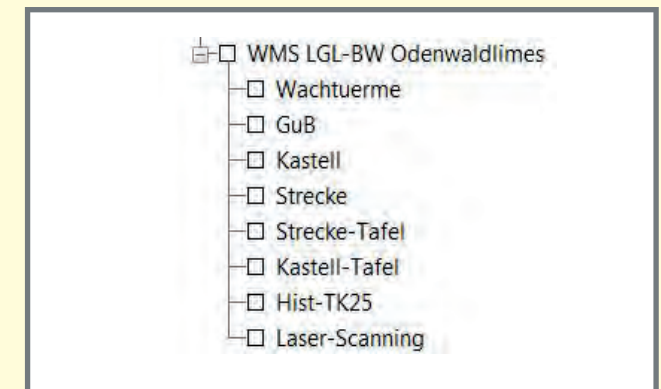 WMS LGL-BW Odenwaldlimes
Wachtuerme
GuB
Kastell
Strecke
Strecke-Tafel
Kastell-Tafel
Hist-TK25
Laser-Scanning